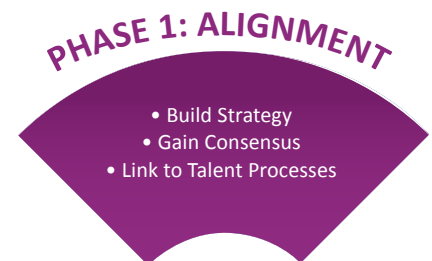 PHASE 1: ALIGNMENT
• Build Strategy
• Gain Consensus
• Link to Talent Processes